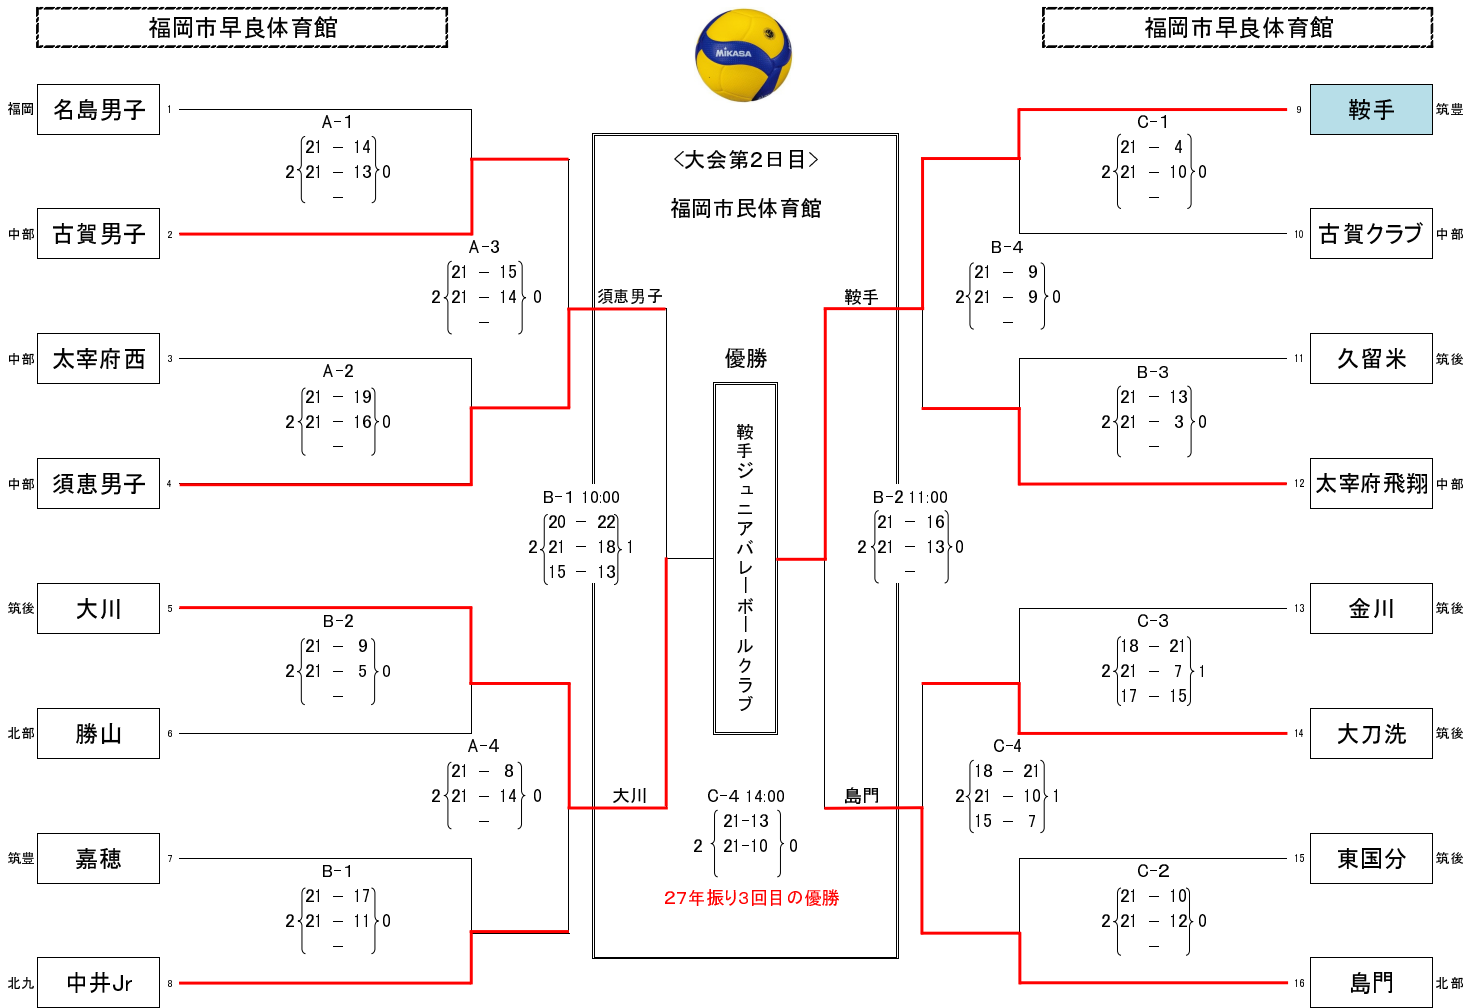 福岡市早良体育館
MIKASA
福岡市早良体育館
福岡 名島男子 1
A-1
21 - 14
2 21 - 13 0
-
中部 古賀男子 2
A-3
21 - 15
2 21 - 14 0
-
中部 太宰府西 3
A-2
21 - 19
2 21 - 16 0
-
中部 須恵男子 4
筑後 大川 5
B-2
21 - 9
2 21 - 5 0
-
北部 勝山 6
A-4
21 - 8
2 21 - 14 0
-
筑豊 嘉穂 7
B-1
21 - 17
2 21 - 11 0
-
北九 中井Jr 8
<大会第2日目>
福岡市民体育館
須恵男子
鞍手
優勝
鞍手ジュニアバレーボールクラブ
B-1 10:00
20 - 22
2 21 - 18 1
15 - 13
B-2 11:00
21 - 16
2 21 - 13 0
-
大川
島門
C-4 14:00
21-13
2 21-10 0
27年振り3回目の優勝
9 鞍手 筑豊
C-1
21 - 4
2 21 - 10 0
-
10 古賀クラブ 中部
B-4
21 - 9
2 21 - 9 0
-
11 久留米 筑後
B-3
21 - 13
2 21 - 3 0
-
12 太宰府飛翔 中部
13 金川 筑後
C-3
18 - 21
2 21 - 7 1
17 - 15
14 大刀洗 筑後
C-4
18 - 21
2 21 - 10 1
15 - 7
15 東国分 筑後
C-2
21 - 10
2 21 - 12 0
-
16 島門 北部